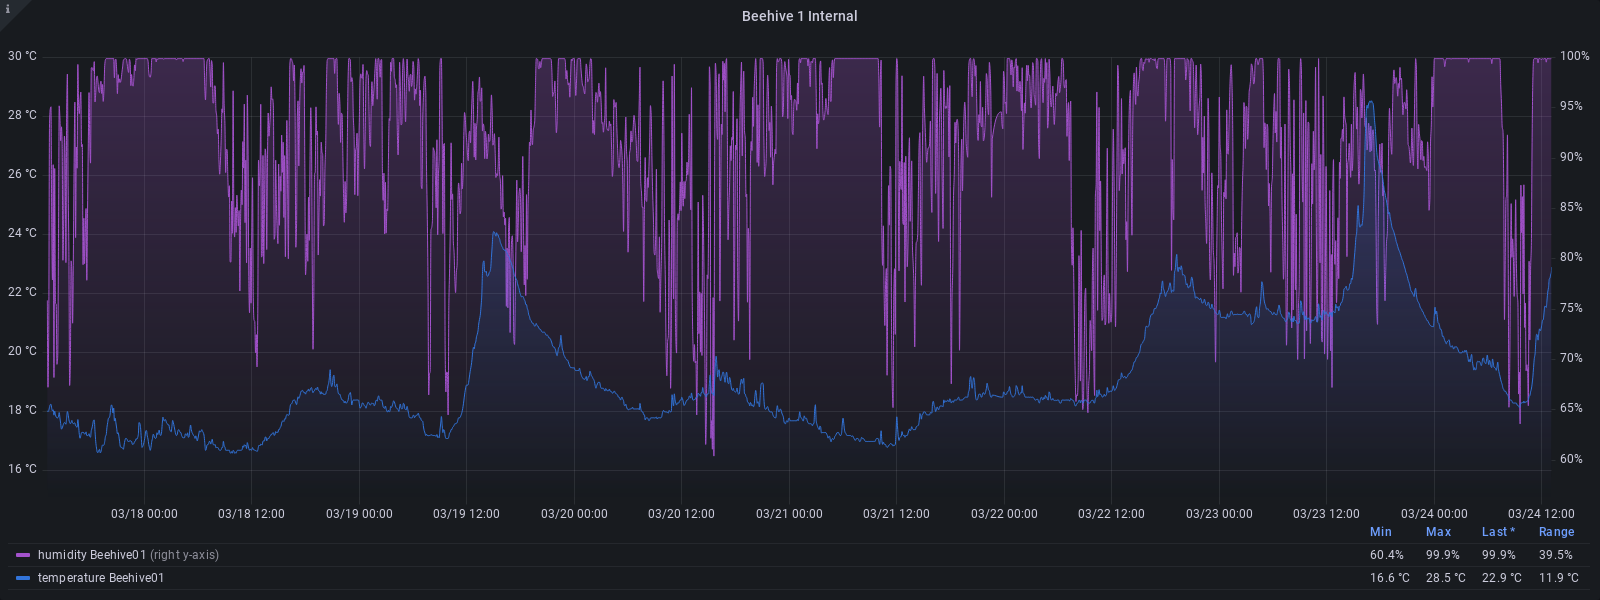 i
Beehive 1 Internal
30 °C
28 °C
26 °C
24 °C
22 °C
20 °C
18 °C
16 °C
100%
95%
90%
85%
80%
75%
70%
65%
60%
03/18 00:00 03/18 12:00 03/19 00:00 03/19 12:00 03/20 00:00 03/20 12:00 03/21 00:00 03/21 12:00 03/22 00:00 03/22 12:00 03/23 00:00 03/23 12:00 03/24 00:00 03/24 12:00
Min Max Last * Range
humidity Beehive01 (right y-axis) 60.4% 99.9% 99.9% 39.5%
temperature Beehive01 16.6 °C 28.5 °C 22.9 °C 11.9 °C